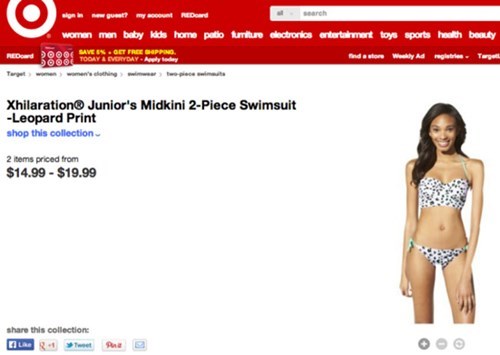 sign in new guest? my account REDcard all search
women men baby kids home patio furniture electronics entertainment toys sports health beauty
REDcard SAVE 5% + GET FREE SHIPPING.
TODAY & EVERYDAY - Apply today
find a store Weekly Ad registries Target
Target women women's clothing swimwear two-piece swimsuits
Xhilaration® Junior's Midkini 2-Piece Swimsuit
-Leopard Print
shop this collection
2 items priced from
$14.99 - $19.99
share this collection:
Like +1 Tweet Pin it